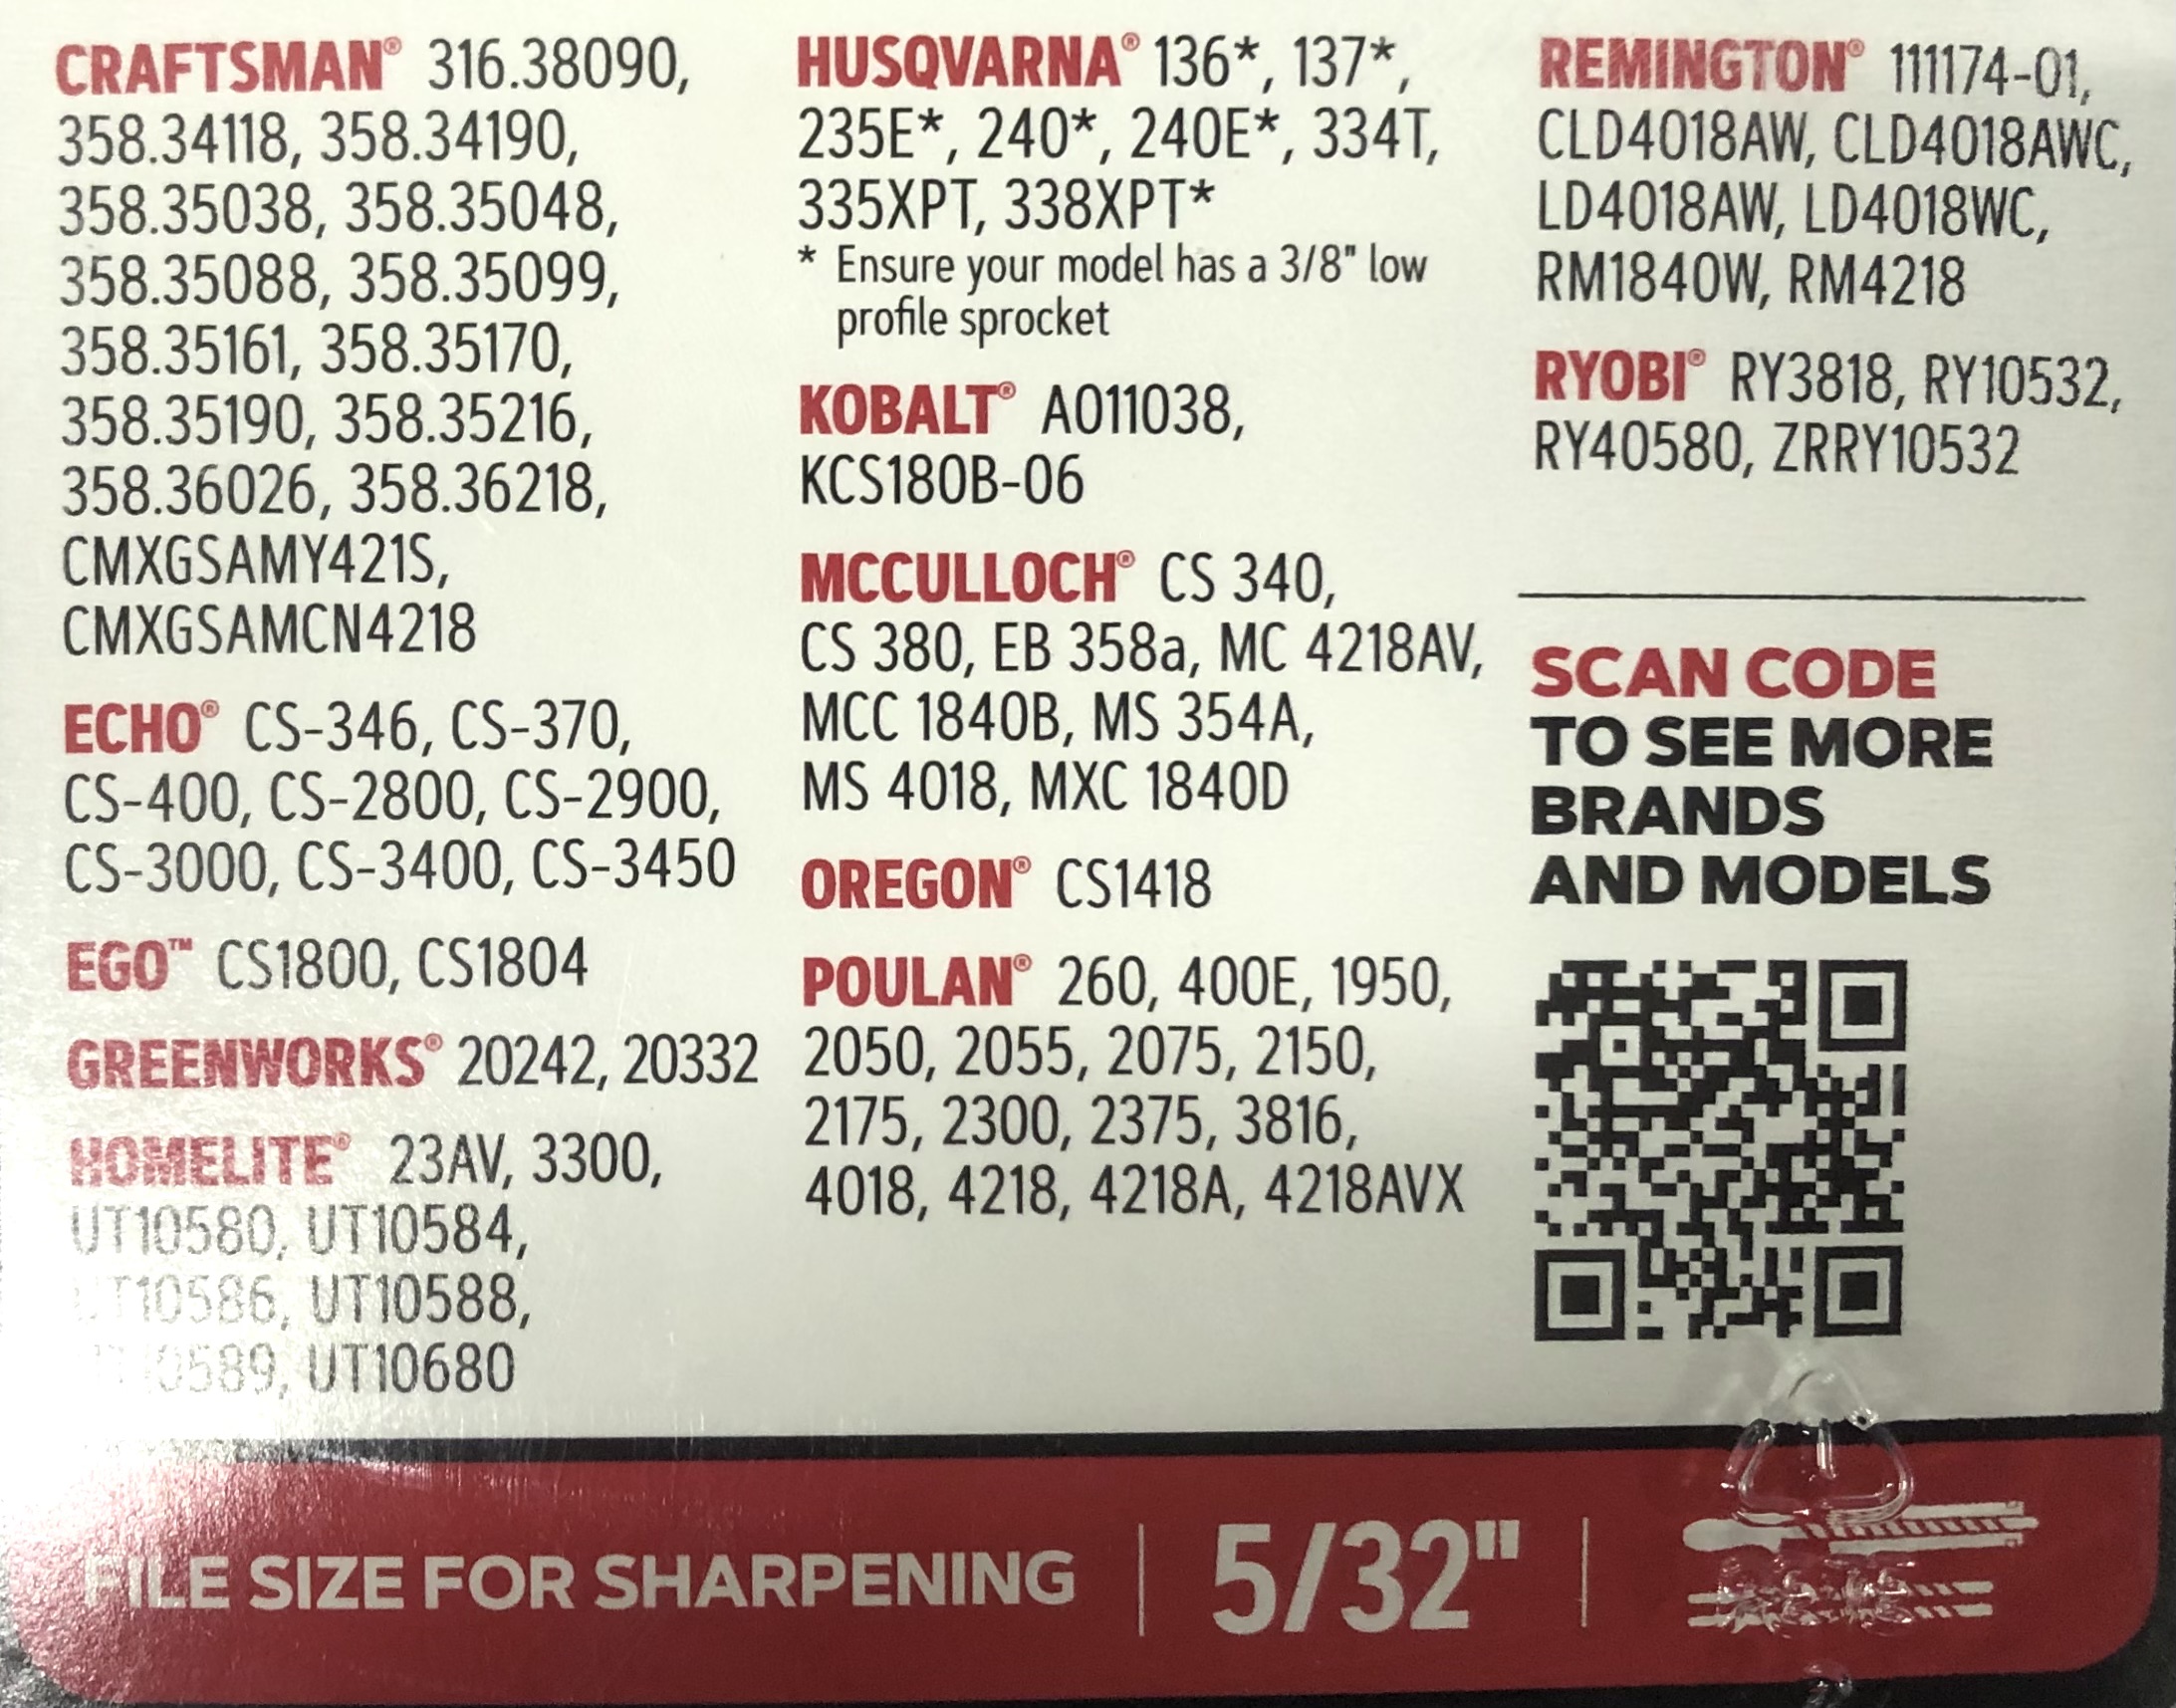 CRAFTSMAN® 316.38090,
358.34118, 358.34190,
358.35038, 358.35048,
358.35088, 358.35099,
358.35161, 358.35170,
358.35190, 358.35216,
358.36026, 358.36218,
CMXGSAMY421S,
CMXGSAMCN4218
ECHO® CS-346, CS-370,
CS-400, CS-2800, CS-2900,
CS-3000, CS-3400, CS-3450
EGO™ CS1800, CS1804
GREENWORKS® 20242, 20332
HOMELITE® 23AV, 3300,
UT10580, UT10584,
UT10586, UT10588,
UT10680
HUSQVARNA® 136*, 137*,
235E*, 240*, 240E*, 334T,
335XPT, 338XPT*
* Ensure your model has a 3/8" low
profile sprocket
KOBALT® A011038,
KCS180B-06
MCCULLOCH® CS 340,
CS 380, EB 358a, MC 4218AV,
MCC 1840B, MS 354A,
MS 4018, MXC 1840D
OREGON® CS1418
POULAN® 260, 400E, 1950,
2050, 2055, 2075, 2150,
2175, 2300, 2375, 3816,
4018, 4218, 4218A, 4218AVX
REMINGTON® 111174-01,
CLD4018AW, CLD4018AWC,
LD4018AW, LD4018WC,
RM1840W, RM4218
RYOBI® RY3818, RY10532,
RY40580, ZRRY10532
SCAN CODE
TO SEE MORE
BRANDS
AND MODELS
FILE SIZE FOR SHARPENING | 5/32" |